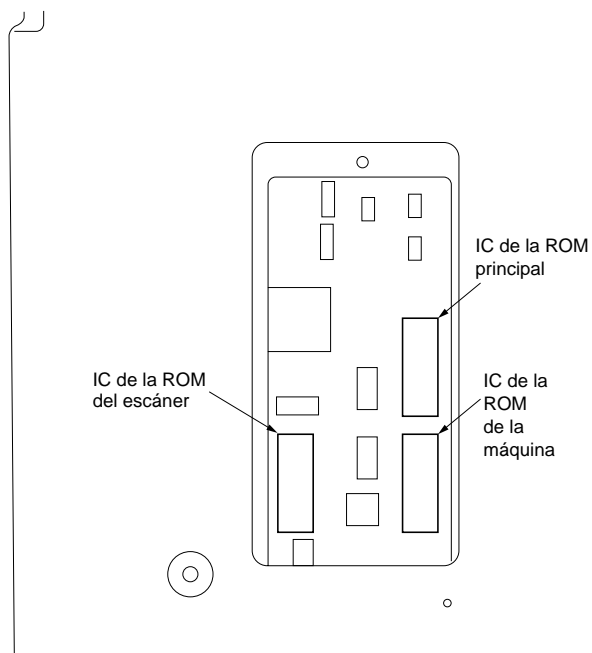 IC de la ROM
principal
IC de la ROM
del escáner
IC de la
ROM
de la
máquina